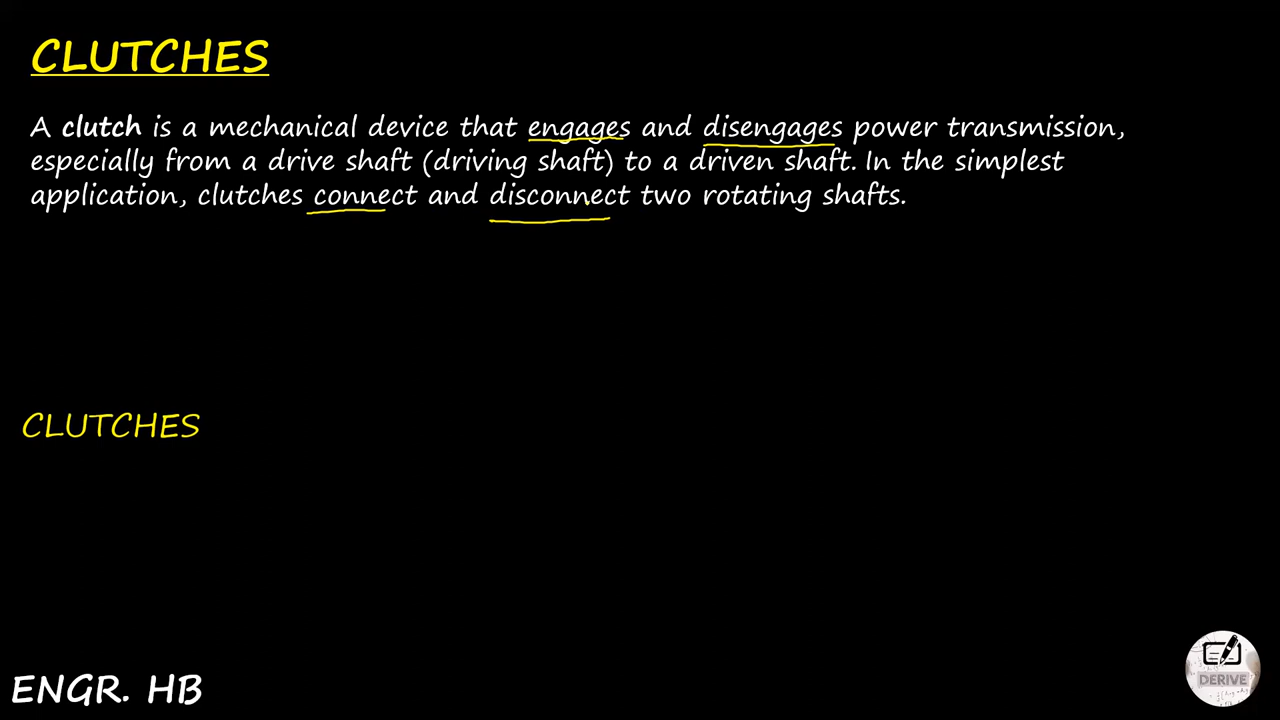 CLUTCHES
A clutch is a mechanical device that engages and disengages power transmission,
especially from a drive shaft (driving shaft) to a driven shaft. In the simplest
application, clutches connect and disconnect two rotating shafts.
CLUTCHES
ENGR. HB
DERIVE